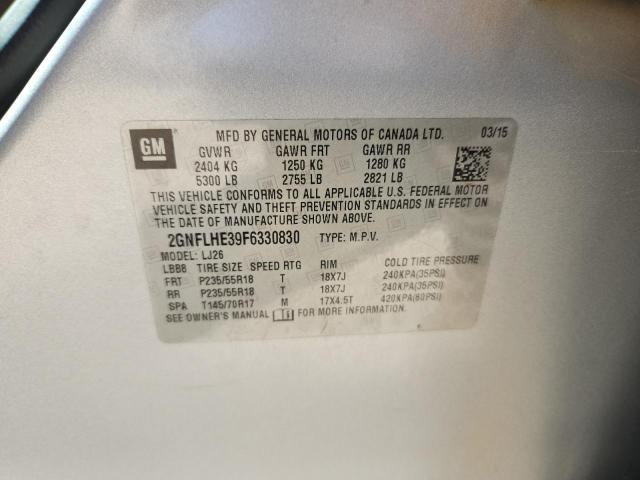 GM
MFD BY GENERAL MOTORS OF CANADA LTD. 03/15
GVWR GAWR FRT GAWR RR
2404 KG 1250 KG 1280 KG
5300 LB 2755 LB 2821 LB
THIS VEHICLE CONFORMS TO ALL APPLICABLE U.S. FEDERAL MOTOR
VEHICLE SAFETY AND THEFT PREVENTION STANDARDS IN EFFECT ON
THE DATE OF MANUFACTURE SHOWN ABOVE.
2GNFLHE39F6330830 TYPE: M.P.V.
MODEL: LJ26
LBB8 TIRE SIZE SPEED RTG RIM COLD TIRE PRESSURE
FRT P235/55R18 T 18X7J 240KPA(35PSI)
RR P235/55R18 T 18X7J 240KPA(35PSI)
SPA T145/70R17 M 17X4.5T 420KPA(60PSI)
SEE OWNER'S MANUAL FOR MORE INFORMATION.